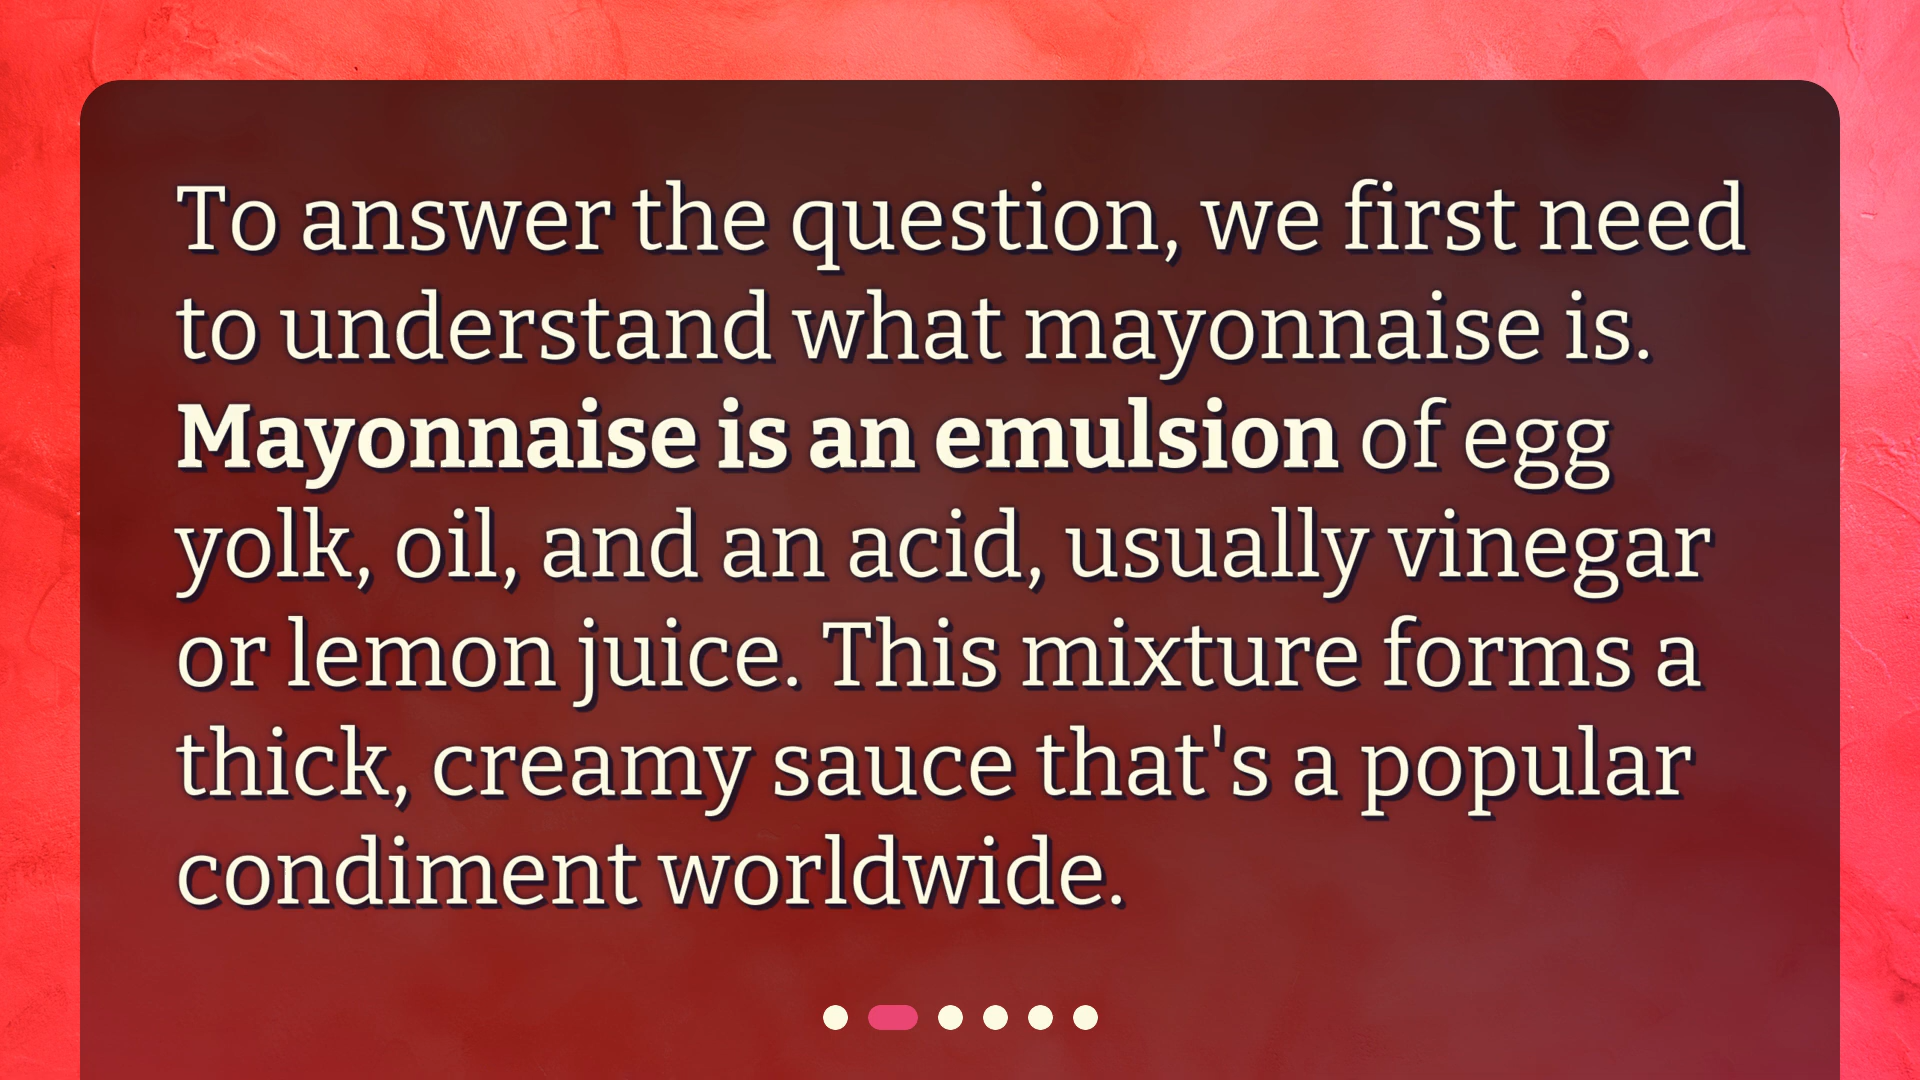 To answer the question, we first need
to understand what mayonnaise is.
Mayonnaise is an emulsion of egg
yolk, oil, and an acid, usually vinegar
or lemon juice. This mixture forms a
thick, creamy sauce that's a popular
condiment worldwide.